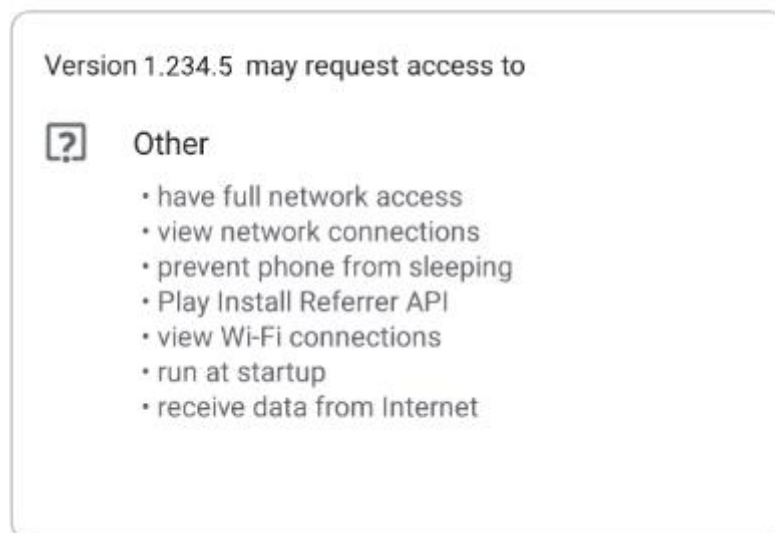 Version 1.234.5 may request access to
Other
• have full network access
• view network connections
• prevent phone from sleeping
• Play Install Referrer API
• view Wi-Fi connections
• run at startup
• receive data from Internet